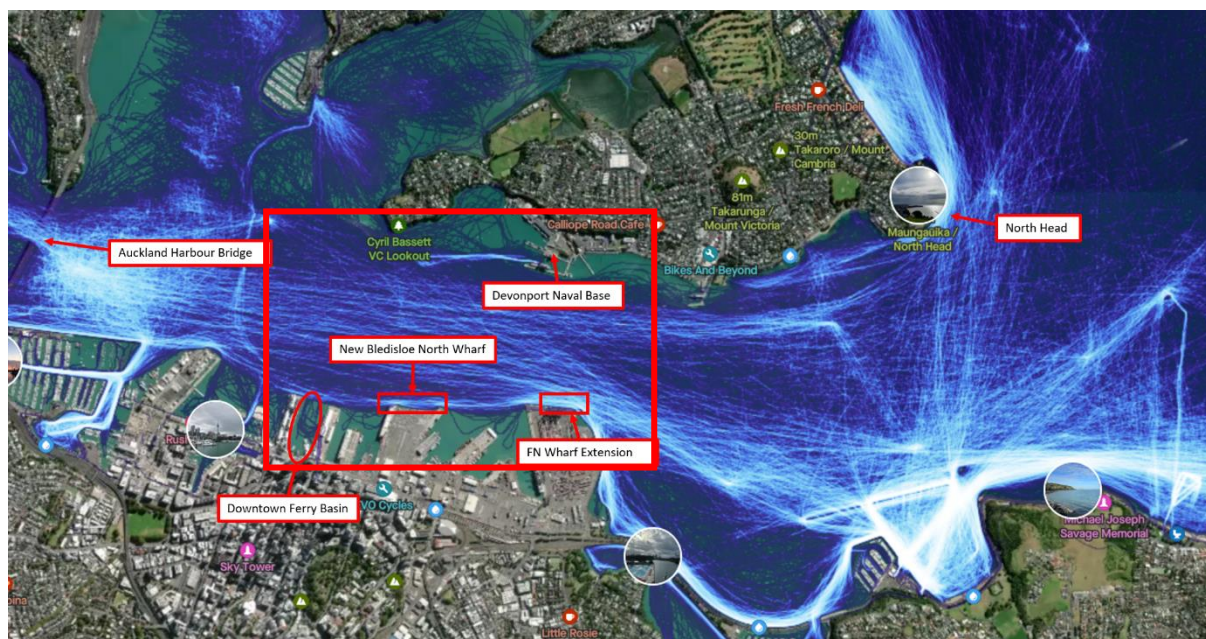 Fresh French Deli
30m
Takaroro / Mount
Cambria
81m
Takarunga /
Mount Victoria
Maungauika /
North Head
North Head
Calliope Road Cafe
Cyril Bassett
VC Lookout
Auckland Harbour Bridge
Bikes And Beyond
Devonport Naval Base
New Bledisloe North Wharf
FN Wharf Extension
Downtown Ferry Basin
VO Cycles
Michael Joseph
Savage Memorial
Sky Tower
Little Rosie